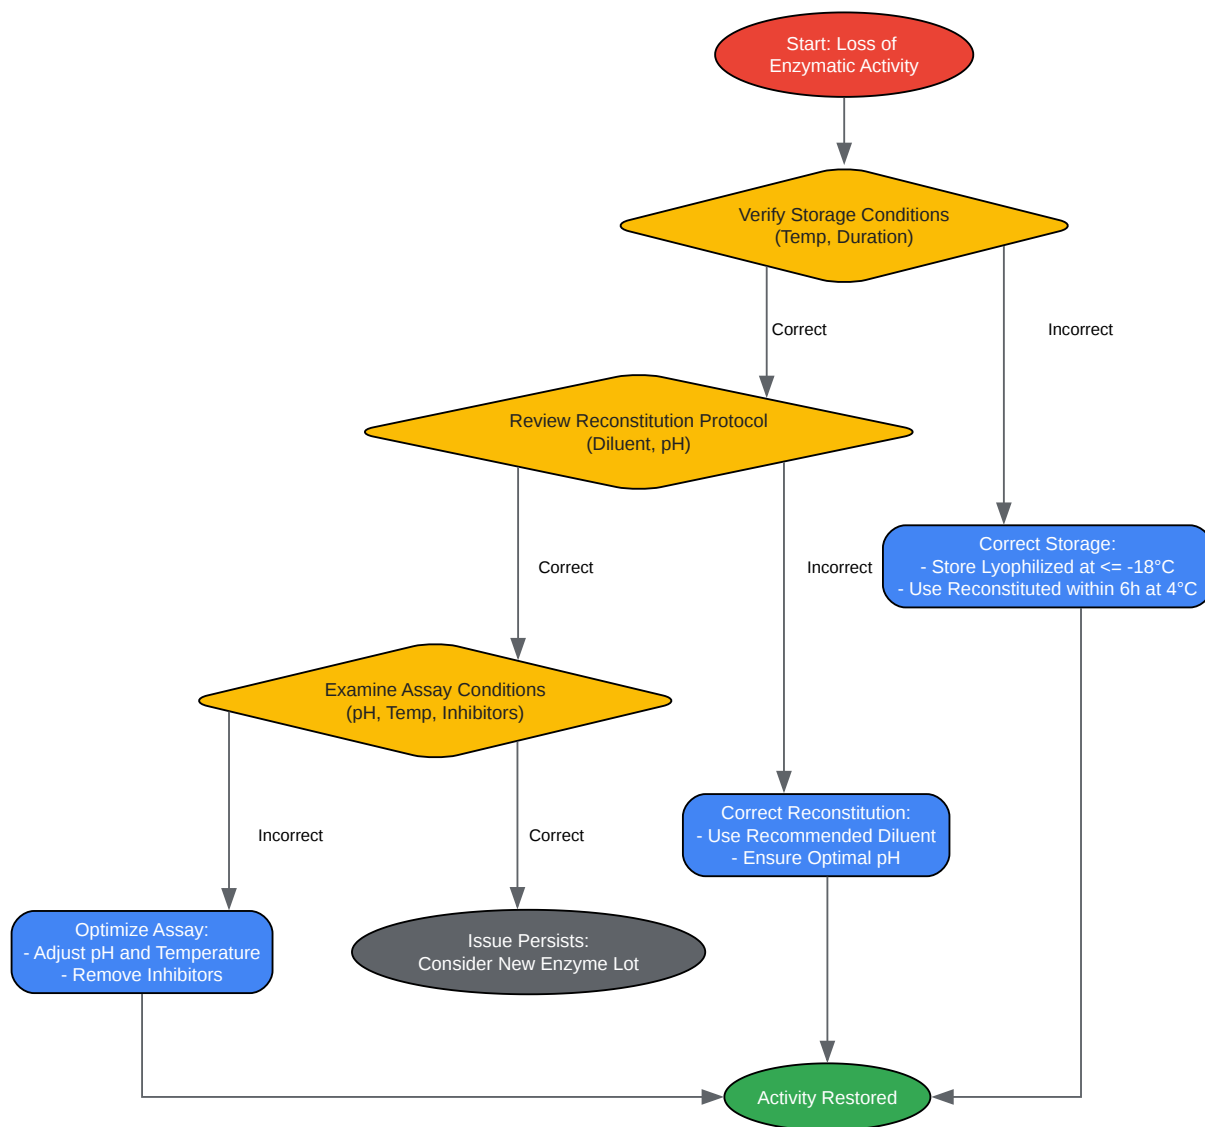 Start: Loss of
Enzymatic Activity
Verify Storage Conditions
(Temp, Duration)
Correct
Incorrect
Review Reconstitution Protocol
(Diluent, pH)
Correct
Incorrect
Correct Storage:
- Store Lyophilized at <= -18°C
- Use Reconstituted within 6h at 4°C
Examine Assay Conditions
(pH, Temp, Inhibitors)
Incorrect
Correct
Correct Reconstitution:
- Use Recommended Diluent
- Ensure Optimal pH
Optimize Assay:
- Adjust pH and Temperature
- Remove Inhibitors
Issue Persists:
Consider New Enzyme Lot
Activity Restored